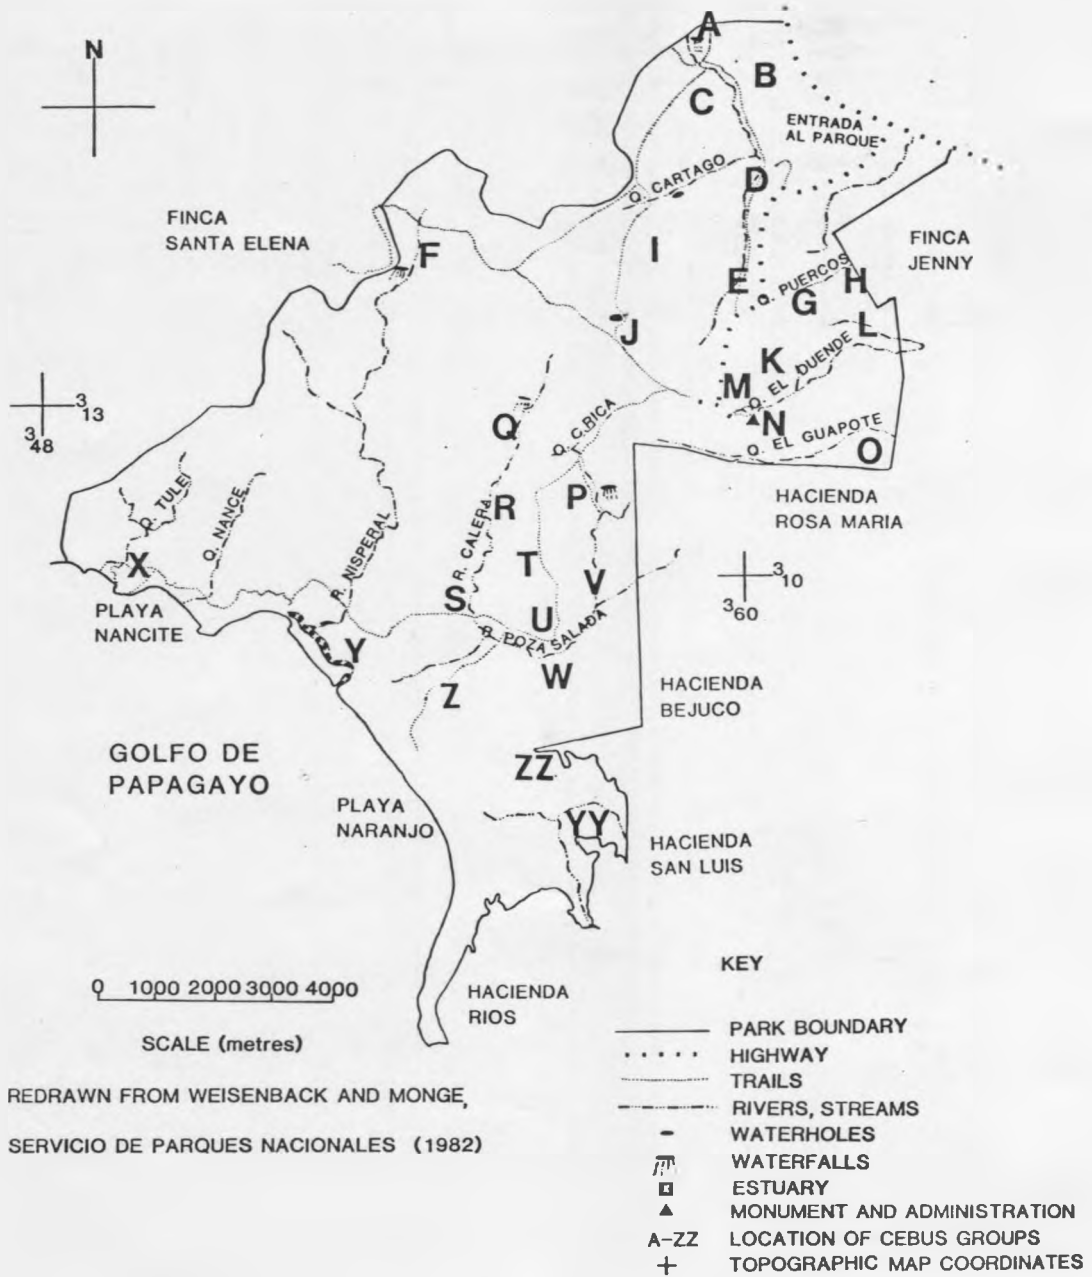 N
A
B
C
ENTRADA
AL PARQUE
Q. CARTAGO
D
FINCA
SANTA ELENA
F
I
FINCA
JENNY
E
Q. PUERCOS
G
H
J
L
K
Q. EL DUENDE
M
N
3 13
3 48
Q
Q. C.RICA
Q. EL GUAPOTE
O
Q. TULEI
Q. NANCE
R. NISPERAL
R. CALERA
R
P
HACIENDA
ROSA MARIA
X
T
V
3 10
3 60
PLAYA
NANCITE
S
U
R. POZA SALADA
Y
W
Z
HACIENDA
BEJUCO
GOLFO DE
PAPAGAYO
ZZ
PLAYA
NARANJO
YY
HACIENDA
SAN LUIS
KEY
0 1000 2000 3000 4000
SCALE (metres)
HACIENDA
RIOS
PARK BOUNDARY
HIGHWAY
TRAILS
RIVERS, STREAMS
WATERHOLES
WATERFALLS
ESTUARY
MONUMENT AND ADMINISTRATION
A-ZZ LOCATION OF CEBUS GROUPS
TOPOGRAPHIC MAP COORDINATES
REDRAWN FROM WEISENBACK AND MONGE,
SERVICIO DE PARQUES NACIONALES (1982)